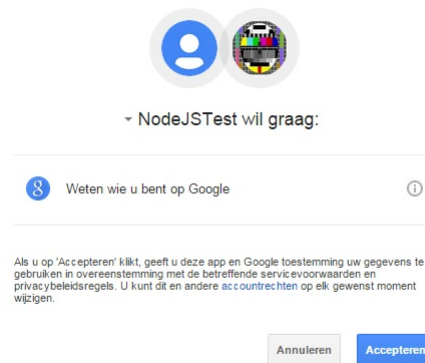 NodeJSTest wil graag:
8
Weten wie u bent op Google
Als u op 'Accepteren' klikt, geeft u deze app en Google toestemming uw gegevens te
gebruiken in overeenstemming met de betreffende servicevoorwaarden en
privacybeleidsregels. U kunt dit en andere accountrechten op elk gewenst moment
wijzigen.
Annuleren
Accepteren